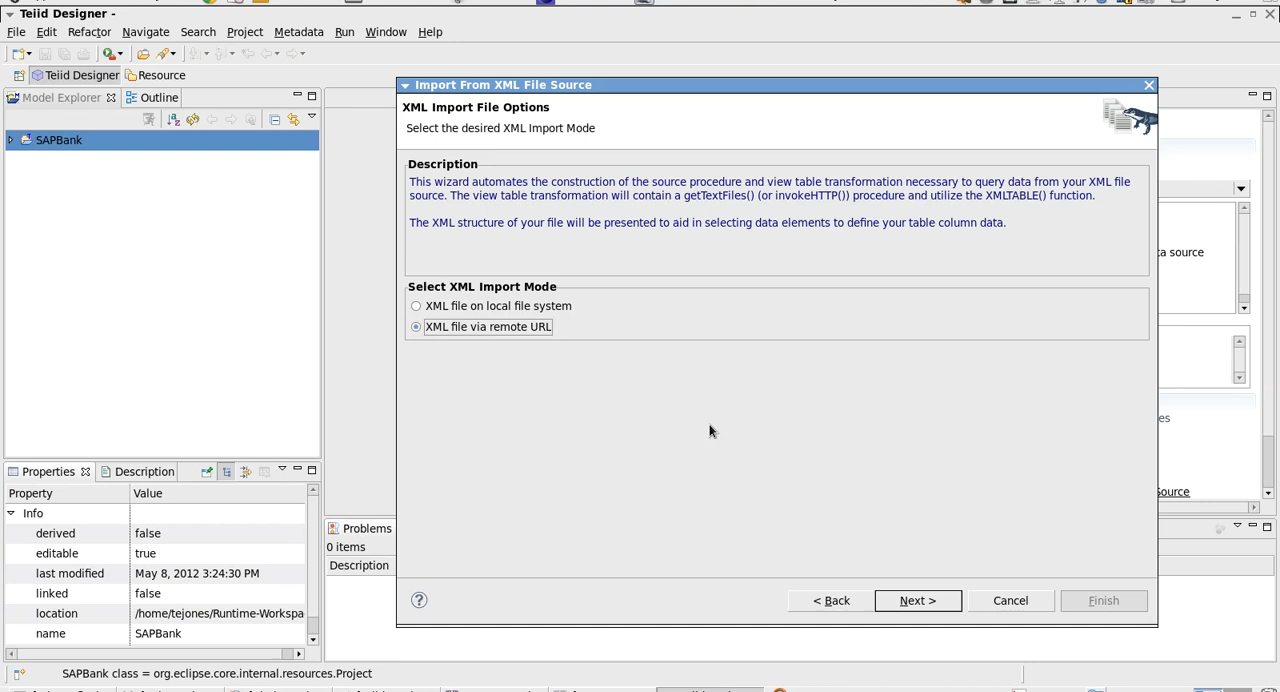 Teiid Designer -
File Edit Refactor Navigate Search Project Metadata Run Window Help
Teiid Designer Resource
Model Explorer Outline
SAPBank
Import From XML File Source
XML Import File Options
Select the desired XML Import Mode
Description
This wizard automates the construction of the source procedure and view table transformation necessary to query data from your XML file
source. The view table transformation will contain a getTextFiles() (or invokeHTTP()) procedure and utilize the XMLTABLE() function.
The XML structure of your file will be presented to aid in selecting data elements to define your table column data.
Select XML Import Mode
XML file on local file system
XML file via remote URL
< Back Next > Cancel Finish
ta source
es
Source
Properties Description
Property Value
Info
derived false
editable true
last modified May 8, 2012 3:24:30 PM
linked false
location /home/tejones/Runtime-Workspa
name SAPBank
Problems
0 items
Description
SAPBank class = org.eclipse.core.internal.resources.Project